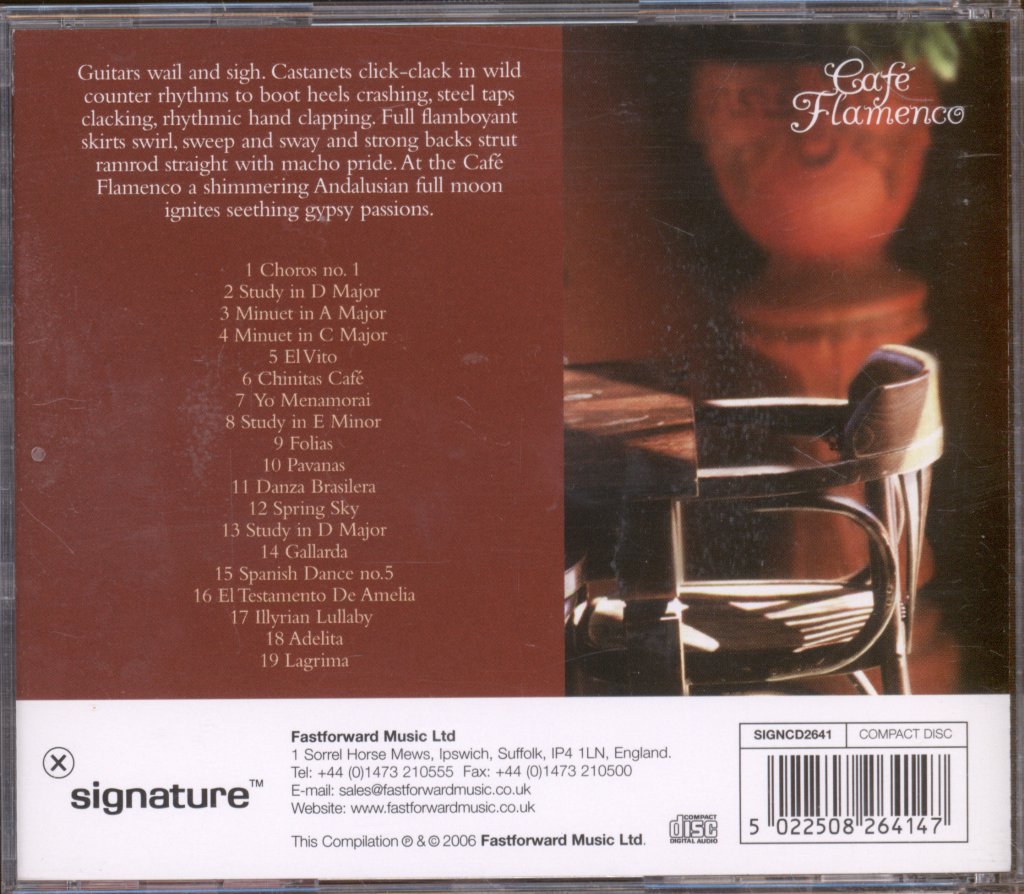 Guitars wail and sigh. Castanets click-clack in wild
counter rhythms to boot heels crashing, steel taps
clacking, rhythmic hand clapping. Full flamboyant
skirts swirl, sweep and sway and strong backs strut
ramrod straight with macho pride. At the Café
Flamenco a shimmering Andalusian full moon
ignites seething gypsy passions.
Café
Flamenco
1 Choros no. 1
2 Study in D Major
3 Minuet in A Major
4 Minuet in C Major
5 El Vito
6 Chinitas Café
7 Yo Menamorai
8 Study in E Minor
9 Folias
10 Pavanas
11 Danza Brasilera
12 Spring Sky
13 Study in D Major
14 Gallarda
15 Spanish Dance no.5
16 El Testamento De Amelia
17 Illyrian Lullaby
18 Adelita
19 Lagrima
x
signature™
Fastforward Music Ltd
1 Sorrel Horse Mews, Ipswich, Suffolk, IP4 1LN, England.
Tel: +44 (0)1473 210555 Fax: +44 (0)1473 210500
E-mail: sales@fastforwardmusic.co.uk
Website: www.fastforwardmusic.co.uk
This Compilation ℗ & © 2006 Fastforward Music Ltd.
COMPACT
disc
DIGITAL AUDIO
SIGNCD2641 COMPACT DISC
5 022508 264147